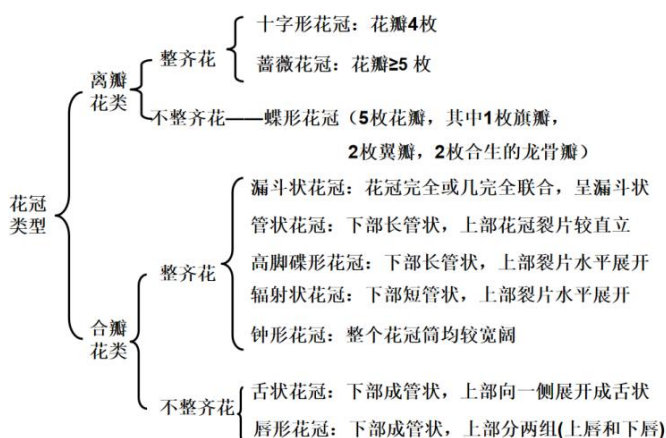 花冠
类型
离瓣
花类
整齐花
十字形花冠：花瓣4枚
蔷薇花冠：花瓣≥5 枚
不整齐花——蝶形花冠（5枚花瓣，其中1枚旗瓣，
2枚翼瓣，2枚合生的龙骨瓣）
合瓣
花类
整齐花
漏斗状花冠：花冠完全或几完全联合，呈漏斗状
管状花冠：下部长管状，上部花冠裂片较直立
高脚碟形花冠：下部长管状，上部裂片水平展开
辐射状花冠：下部短管状，上部裂片水平展开
钟形花冠：整个花冠筒均较宽阔
不整齐花
舌状花冠：下部成管状，上部向一侧展开成舌状
唇形花冠：下部成管状，上部分两组(上唇和下唇)